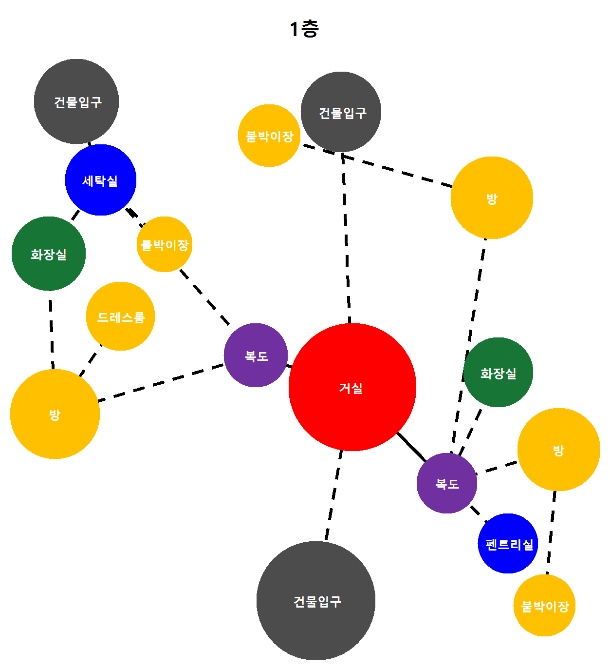 1층
건물입구
건물입구
붙박이장
세탁실
방
붙박이장
화장실
드레스룸
복도
화장실
거실
방
방
복도
펜트리실
건물입구
붙박이장